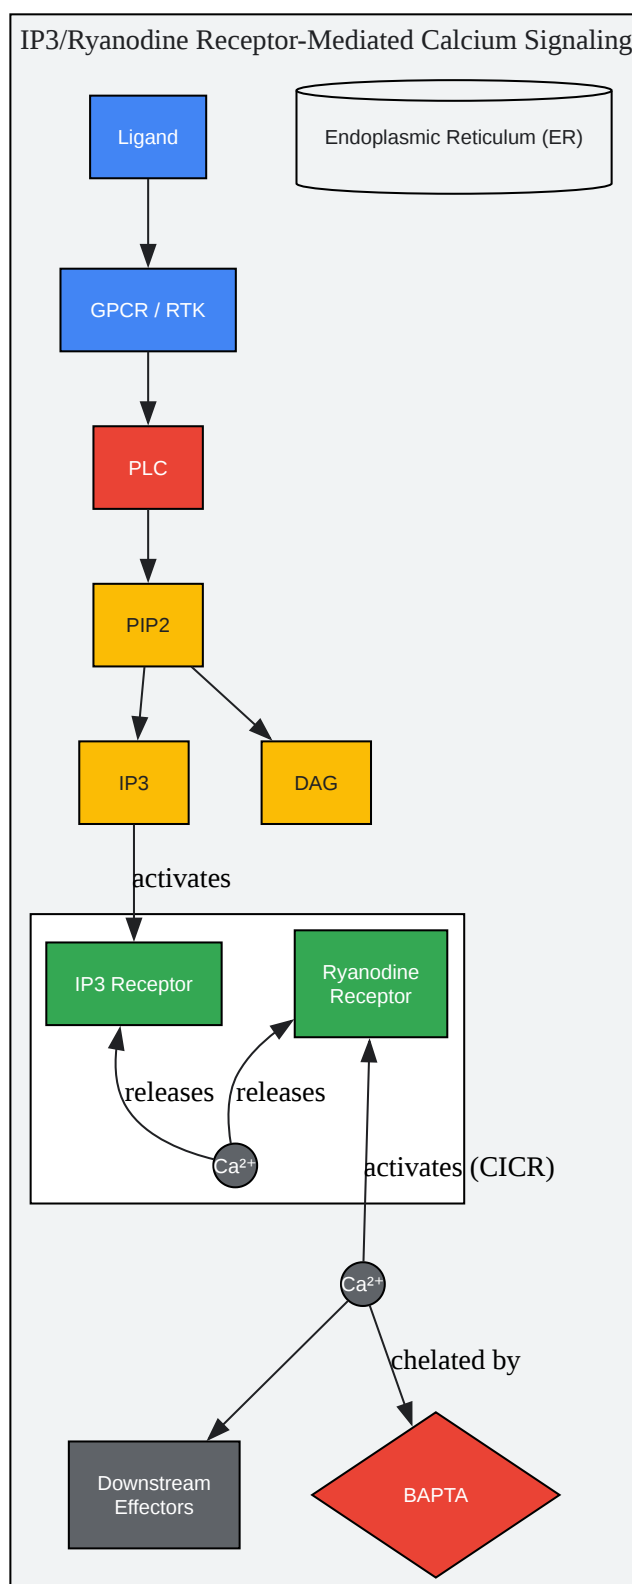 IP3/Ryanodine Receptor-Mediated Calcium Signaling
Ligand
Endoplasmic Reticulum (ER)
GPCR / RTK
PLC
PIP2
IP3
DAG
activates
IP3 Receptor
Ryanodine
Receptor
releases
releases
Ca²⁺
activates (CICR)
Ca²⁺
chelated by
Downstream
Effectors
BAPTA